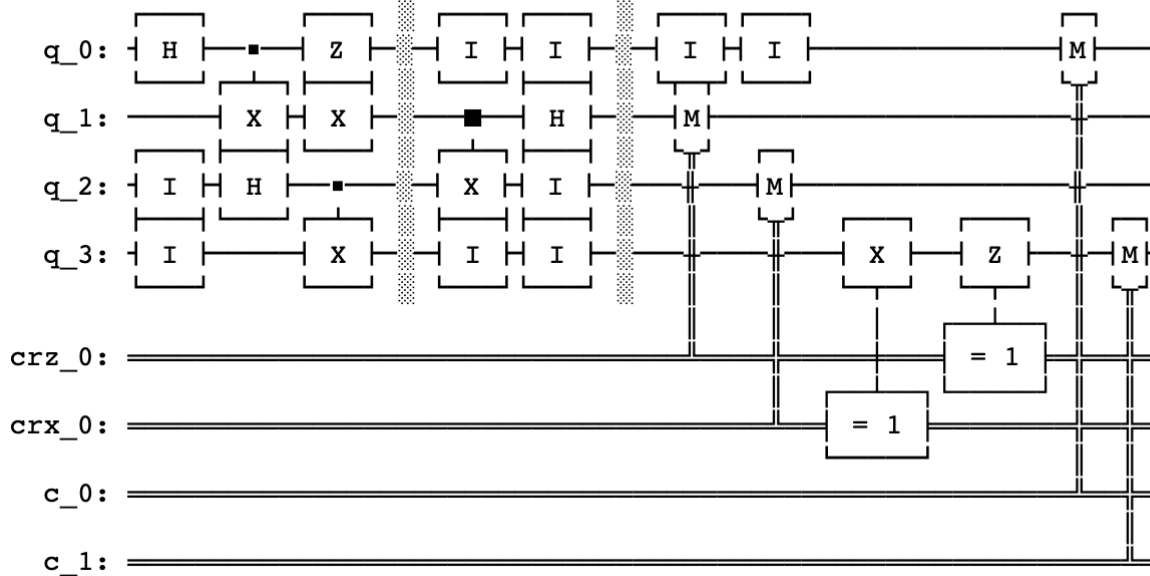 q_0: H Z I I I I M
q_1: X X H M
q_2: I H X I M
q_3: I X I I X Z M
crz_0: = 1
crx_0: = 1
c_0:
c_1: